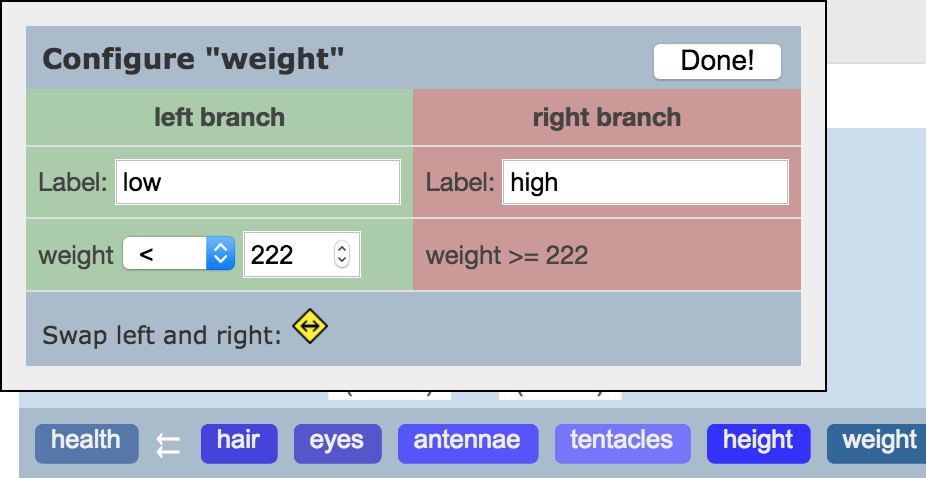 Configure "weight" Done!
left branch right branch
Label: low Label: high
weight < 222 weight >= 222
Swap left and right:
health hair eyes antennae tentacles height weight